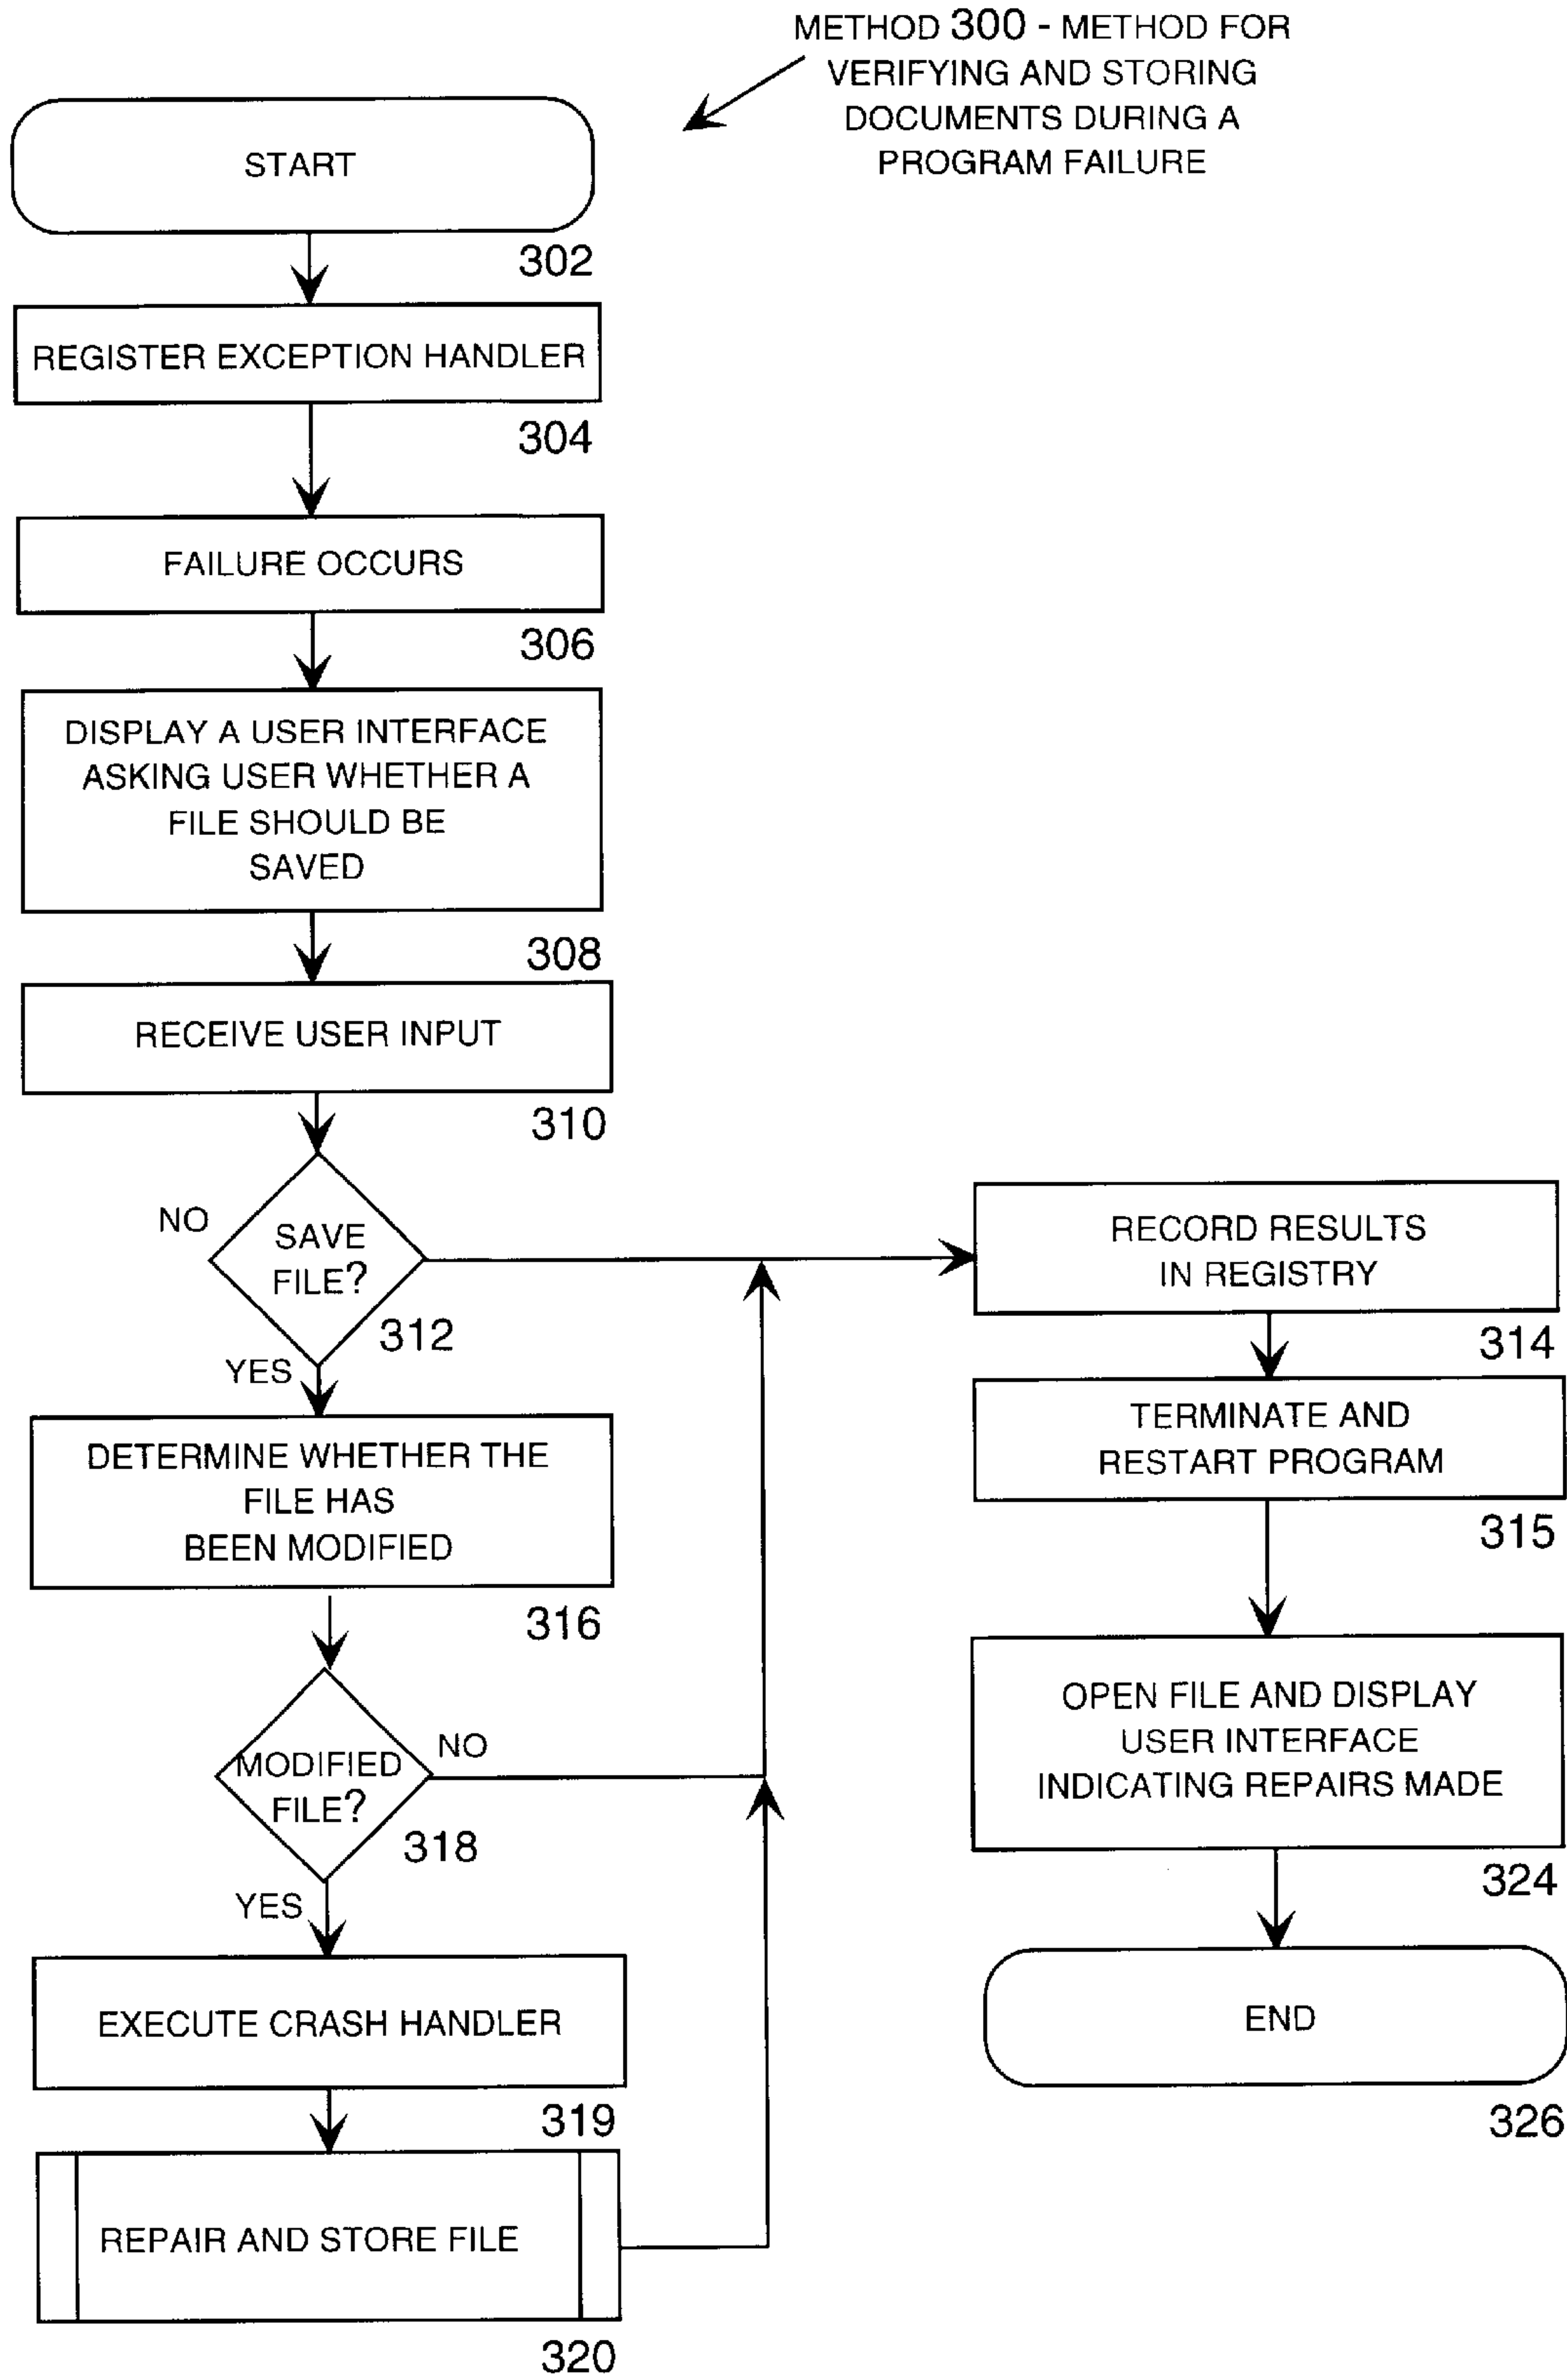 METHOD 300 - METHOD FOR
VERIFYING AND STORING
DOCUMENTS DURING A
PROGRAM FAILURE
START
302
REGISTER EXCEPTION HANDLER
304
FAILURE OCCURS
306
DISPLAY A USER INTERFACE
ASKING USER WHETHER A
FILE SHOULD BE
SAVED
308
RECEIVE USER INPUT
310
NO
SAVE
FILE?
312
YES
DETERMINE WHETHER THE
FILE HAS
BEEN MODIFIED
316
MODIFIED
FILE?
NO
318
YES
EXECUTE CRASH HANDLER
319
REPAIR AND STORE FILE
320
RECORD RESULTS
IN REGISTRY
314
TERMINATE AND
RESTART PROGRAM
315
OPEN FILE AND DISPLAY
USER INTERFACE
INDICATING REPAIRS MADE
324
END
326